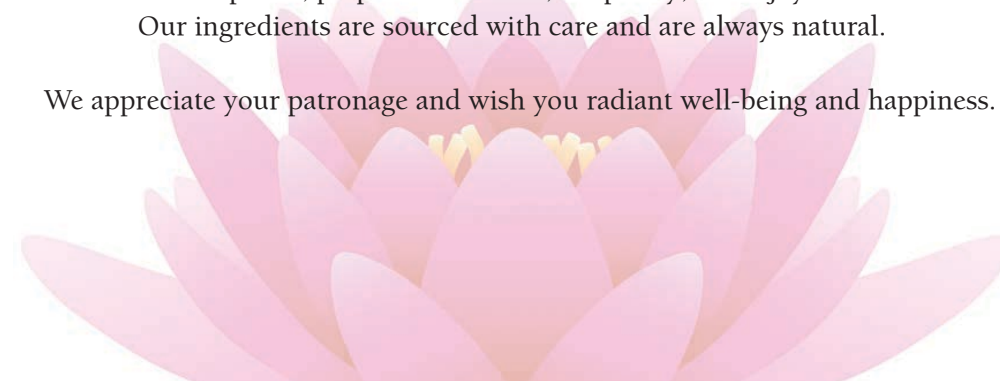 Our ingredients are sourced with care and are always natural.
We appreciate your patronage and wish you radiant well-being and happiness.